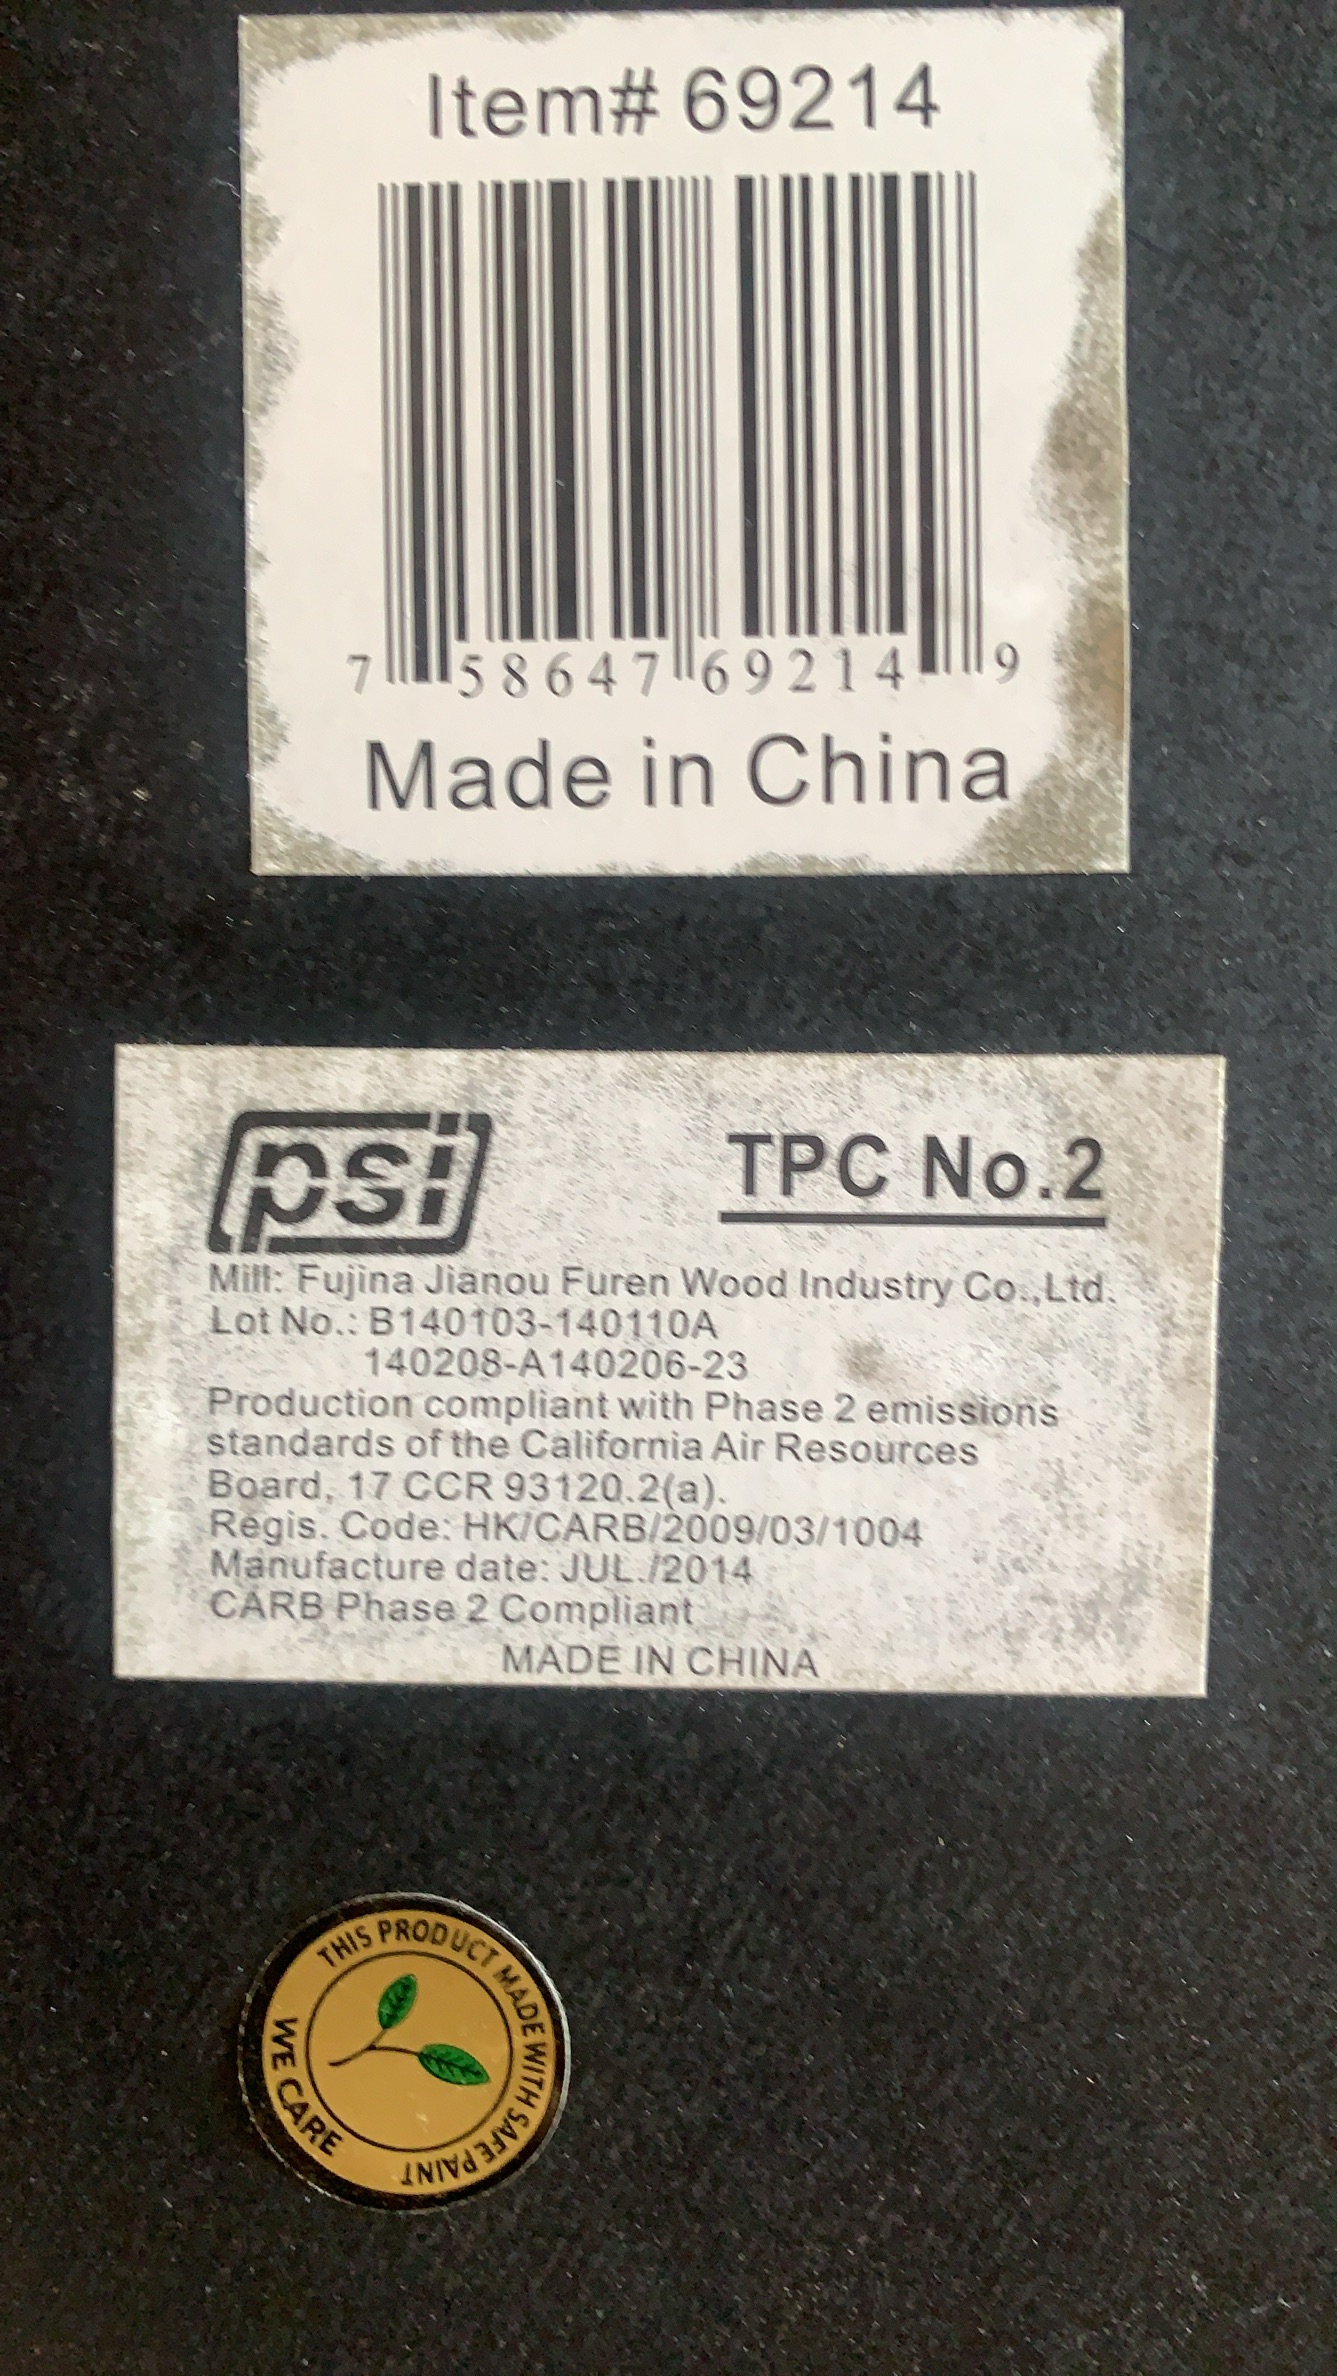 Item# 69214
7 58647 69214 9
Made in China
psi
TPC No.2
Mill: Fujina Jianou Furen Wood Industry Co.,Ltd.
Lot No.: B140103-140110A
140208-A140206-23
Production compliant with Phase 2 emissions
standards of the California Air Resources
Board, 17 CCR 93120.2(a).
Regis. Code: HK/CARB/2009/03/1004
Manufacture date: JUL./2014
CARB Phase 2 Compliant
MADE IN CHINA
THIS PRODUCT MADE WITH SAFE PAINT
WE CARE